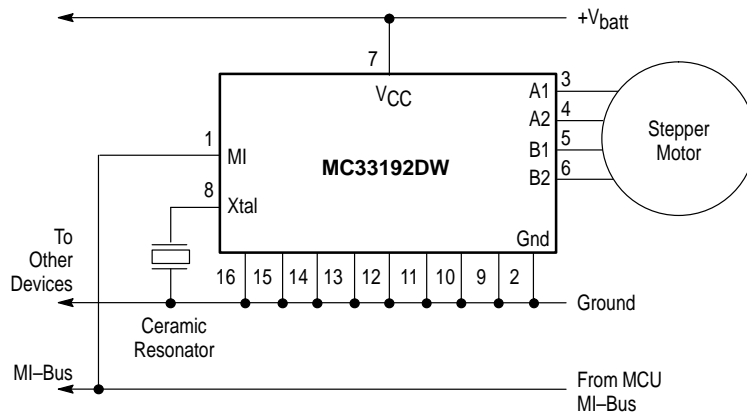 +Vbatt
7
VCC
A1 3
A2 4
B1 5
B2 6
Stepper
Motor
1
MI
MC33192DW
8
Xtal
Gnd
To
Other
Devices
16 15 14 13 12 11 10 9 2
Ground
Ceramic
Resonator
MI–Bus
From MCU
MI–Bus